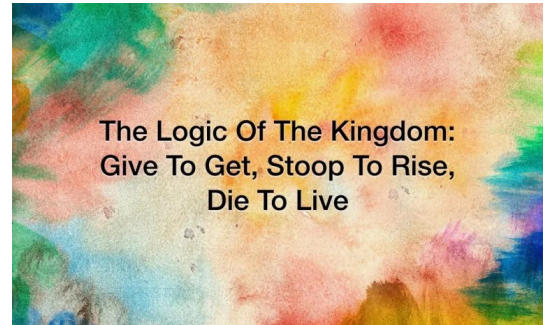 The Logic Of The Kingdom:
Give To Get, Stoop To Rise,
Die To Live